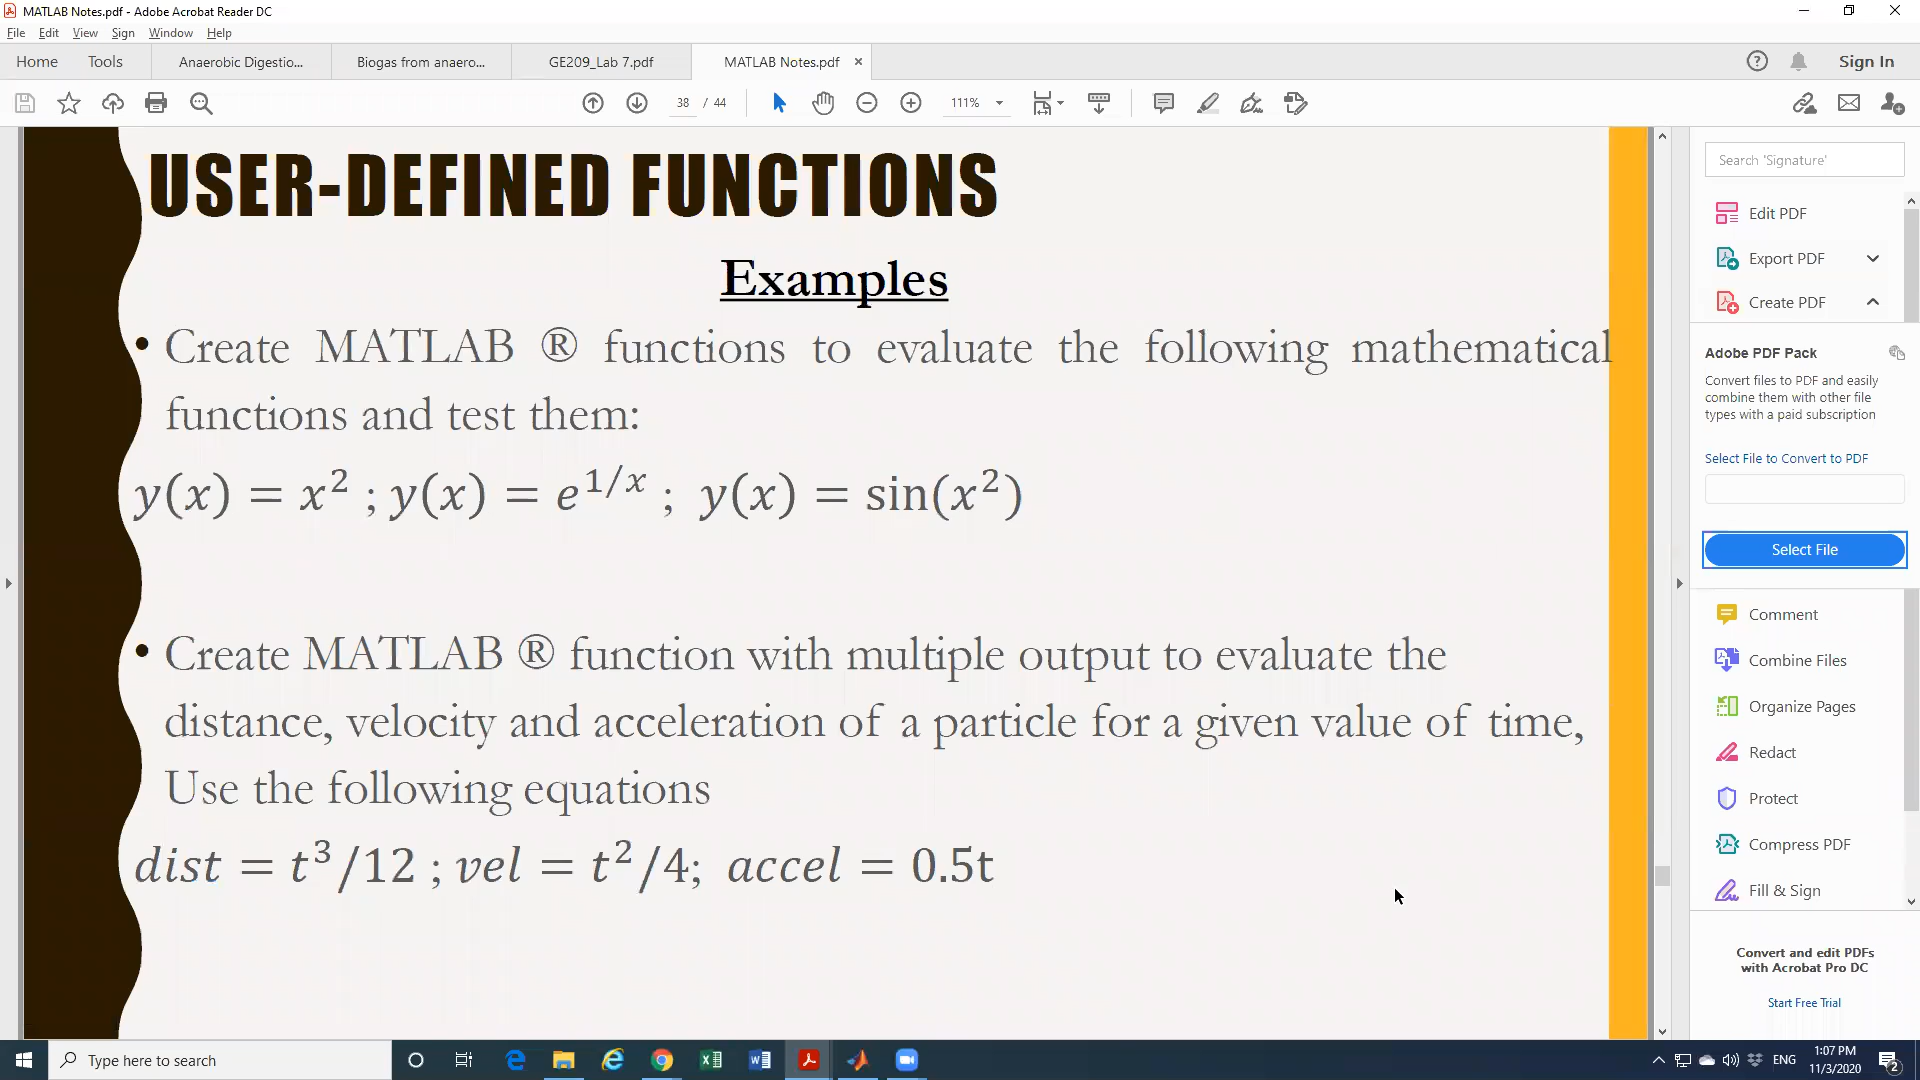 MATLAB Notes.pdf - Adobe Acrobat Reader DC
File Edit View Sign Window Help
Home Tools Anaerobic Digestio... Biogas from anaero... GE209_Lab 7.pdf MATLAB Notes.pdf × Sign In
38 / 44 111%
USER-DEFINED FUNCTIONS
Examples
• Create MATLAB ® functions to evaluate the following mathematical
functions and test them:
y(x) = x² ; y(x) = e^{1/x} ; y(x) = sin(x²)
• Create MATLAB ® function with multiple output to evaluate the
distance, velocity and acceleration of a particle for a given value of time,
Use the following equations
dist = t³/12 ; vel = t²/4; accel = 0.5t
Search 'Signature'
Edit PDF
Export PDF
Create PDF
Adobe PDF Pack
Convert files to PDF and easily
combine them with other file
types with a paid subscription
Select File to Convert to PDF
Select File
Comment
Combine Files
Organize Pages
Redact
Protect
Compress PDF
Fill & Sign
Convert and edit PDFs
with Acrobat Pro DC
Start Free Trial
Type here to search
ENG
1:07 PM
11/3/2020
2